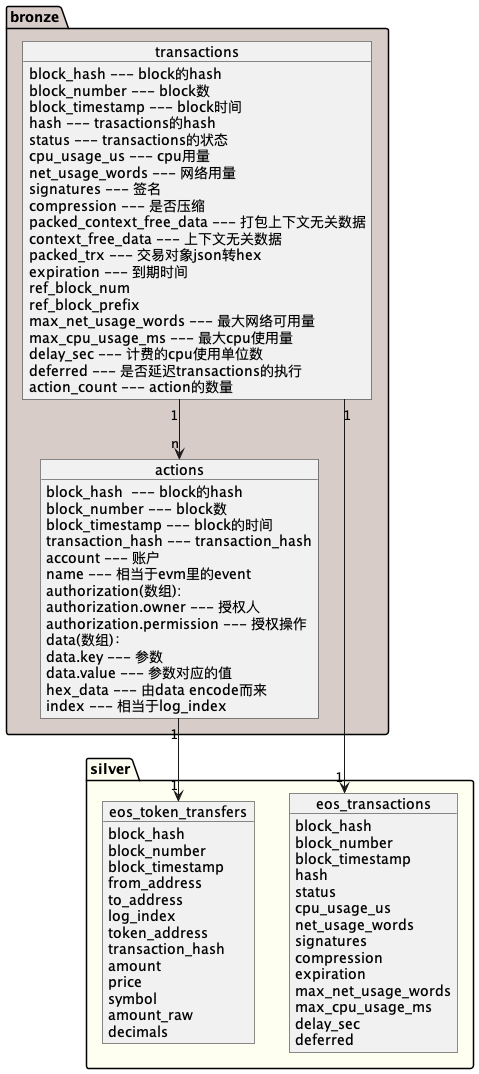 bronze
transactions
block_hash --- block的hash
block_number --- block数
block_timestamp --- block时间
hash --- trasactions的hash
status --- transactions的状态
cpu_usage_us --- cpu用量
net_usage_words --- 网络用量
signatures --- 签名
compression --- 是否压缩
packed_context_free_data --- 打包上下文无关数据
context_free_data --- 上下文无关数据
packed_trx --- 交易对象json转hex
expiration --- 到期时间
ref_block_num
ref_block_prefix
max_net_usage_words --- 最大网络可用量
max_cpu_usage_ms --- 最大cpu使用量
delay_sec --- 计费的cpu使用单位数
deferred --- 是否延迟transactions的执行
action_count --- action的数量
1
1
n
actions
block_hash  --- block的hash
block_number --- block数
block_timestamp --- block的时间
transaction_hash --- transaction_hash
account --- 账户
name --- 相当于evm里的event
authorization(数组):
authorization.owner --- 授权人
authorization.permission --- 授权操作
data(数组)：
data.key --- 参数
data.value --- 参数对应的值
hex_data --- 由data encode而来
index --- 相当于log_index
1
silver
1
1
eos_token_transfers
block_hash
block_number
block_timestamp
from_address
to_address
log_index
token_address
transaction_hash
amount
price
symbol
amount_raw
decimals
eos_transactions
block_hash
block_number
block_timestamp
hash
status
cpu_usage_us
net_usage_words
signatures
compression
expiration
max_net_usage_words
max_cpu_usage_ms
delay_sec
deferred